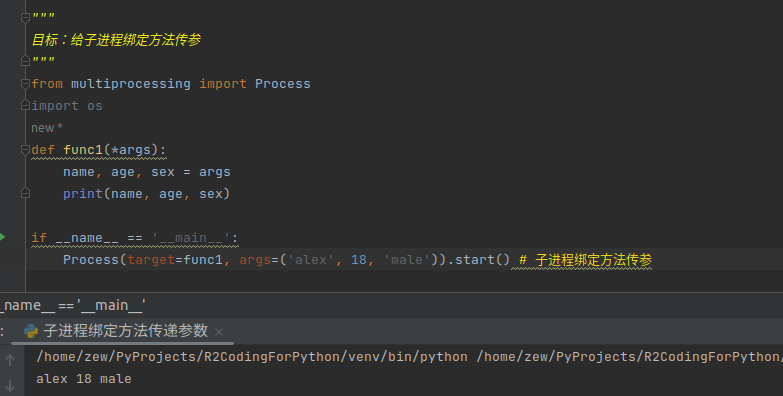 """
目标：给子进程绑定方法传参
"""
from multiprocessing import Process
import os
new *
def func1(*args):
    name, age, sex = args
    print(name, age, sex)
if __name__ == '__main__':
    Process(target=func1, args=('alex', 18, 'male')).start() # 子进程绑定方法传参
_name__ == '__main__'
: 子进程绑定方法传递参数 ×
/home/zew/PyProjects/R2CodingForPython/venv/bin/python /home/zew/PyProjects/R2CodingForPython/
alex 18 male